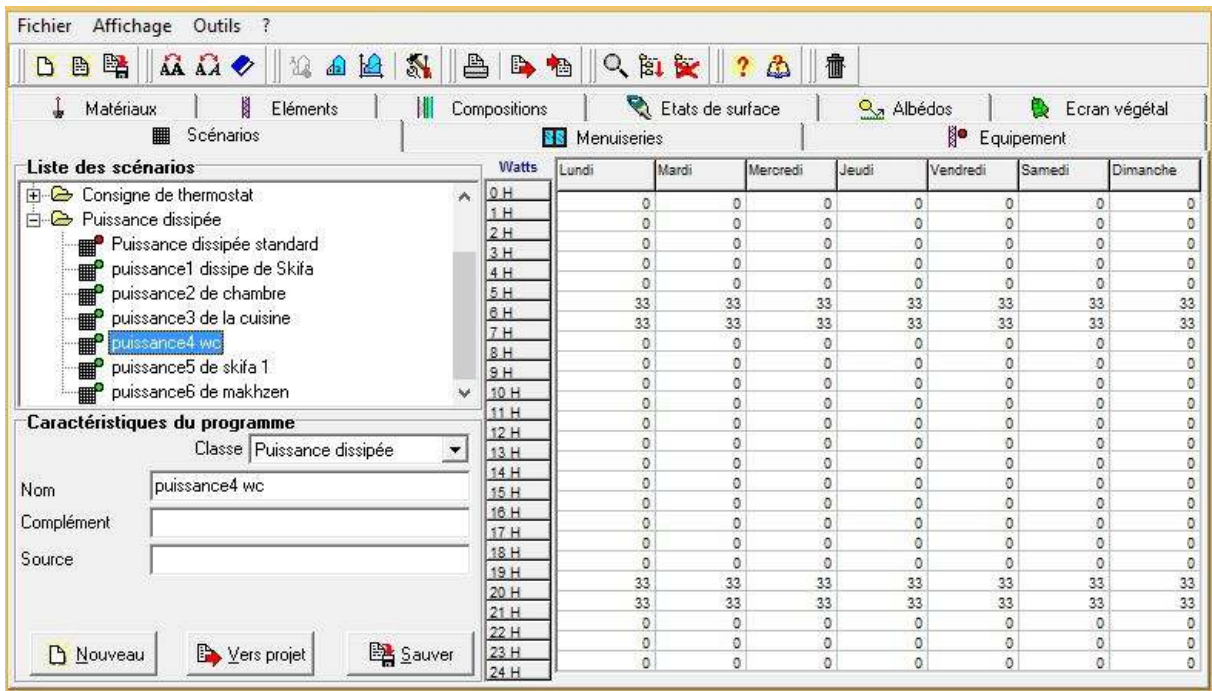 Fichier Affichage Outils ?
Matériaux Eléments Compositions Etats de surface Albédos Ecran végétal
Scénarios Menuiseries Equipement
Liste des scénarios
Consigne de thermostat
Puissance dissipée
Puissance dissipée standard
puissance1 dissipe de Skifa
puissance2 de chambre
puissance3 de la cuisine
puissance4 wc
puissance5 de skifa 1
puissance6 de makhzen
Caractéristiques du programme
Classe Puissance dissipée
Nom puissance4 wc
Complément
Source
Nouveau Vers projet Sauver
Watts Lundi Mardi Mercredi Jeudi Vendredi Samedi Dimanche
0 H
0 0 0 0 0 0 0
1 H
0 0 0 0 0 0 0
2 H
0 0 0 0 0 0 0
3 H
0 0 0 0 0 0 0
4 H
0 0 0 0 0 0 0
5 H
33 33 33 33 33 33 33
6 H
33 33 33 33 33 33 33
7 H
0 0 0 0 0 0 0
8 H
0 0 0 0 0 0 0
9 H
0 0 0 0 0 0 0
10 H
0 0 0 0 0 0 0
11 H
0 0 0 0 0 0 0
12 H
0 0 0 0 0 0 0
13 H
0 0 0 0 0 0 0
14 H
0 0 0 0 0 0 0
15 H
0 0 0 0 0 0 0
16 H
0 0 0 0 0 0 0
17 H
0 0 0 0 0 0 0
18 H
0 0 0 0 0 0 0
19 H
33 33 33 33 33 33 33
20 H
33 33 33 33 33 33 33
21 H
0 0 0 0 0 0 0
22 H
0 0 0 0 0 0 0
23 H
0 0 0 0 0 0 0
24 H